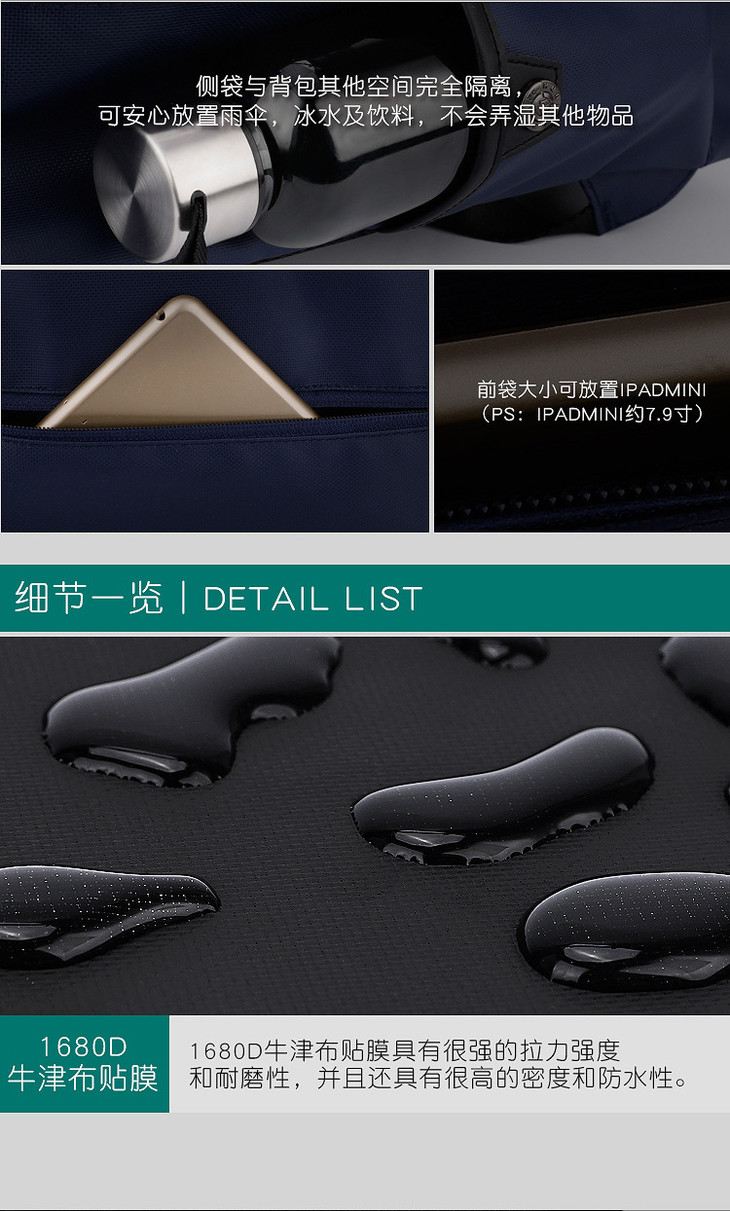 侧袋与背包其他空间完全隔离，
可安心放置雨伞，冰水及饮料，不会弄湿其他物品
前袋大小可放置IPADMINI
（PS：IPADMINI约7.9寸）
细节一览丨DETAIL LIST
1680D
牛津布贴膜
1680D牛津布贴膜具有很强的拉力强度
和耐磨性，并且还具有很高的密度和防水性。